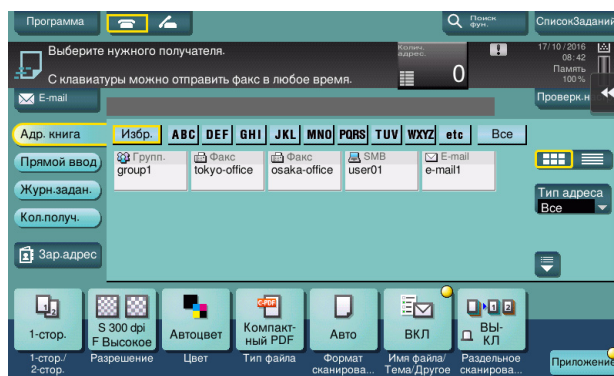 Программа
Поиск
фун.
СписокЗаданий
Выберите нужного получателя.
С клавиатуры можно отправить факс в любое время.
Колич.
адрес.
0
17/10/2016
08:42
Память
100%
E-mail
Проверк.н
Адр. книга
Избр.
ABC
DEF
GHI
JKL
MNO
PQRS
TUV
WXYZ
etc
Все
Прямой ввод
Журн.задан.
Кол.получ.
Зар.адрес
Групп.
group1
Факс
tokyo-office
Факс
osaka-office
SMB
user01
E-mail
e-mail1
Тип адреса
Все
1-стор.
S 300 dpi
F Высокое
Автоцвет
C-PDF
Компакт-
ный PDF
Авто
ВКЛ
ВЫ-
КЛ
1-стор./
2-стор.
Разрешение
Цвет
Тип файла
Формат
сканирова...
Имя файла/
Тема/Другое
Раздельное
сканирова...
Приложение